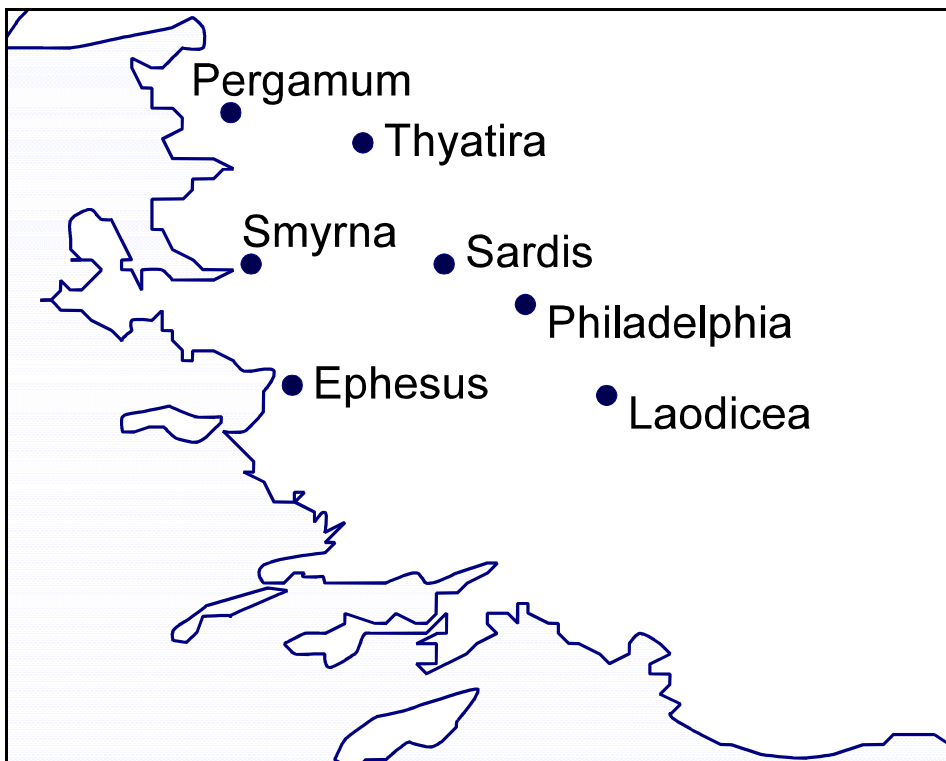 Pergamum
Thyatira
Smyrna
Sardis
Philadelphia
Ephesus
Laodicea